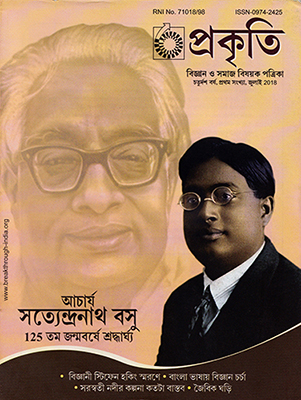 RNI No. 71018/98 ISSN-0974-2425
প্রকৃতি
বিজ্ঞান ও সমাজ বিষয়ক পত্রিকা
চতুর্দশ বর্ষ, প্রথম সংখ্যা, জুলাই 2018
www.breakthrough-india.org
আচার্য
সত্যেন্দ্রনাথ বসু
125 তম জন্মবর্ষে শ্রদ্ধার্ঘ্য
• বিজ্ঞানী স্টিফেন হকিং স্মরণে • বাংলা ভাষায় বিজ্ঞান চর্চা
সরস্বতী নদীর কল্পনা কতটা বাস্তব • জৈবিক ঘড়ি